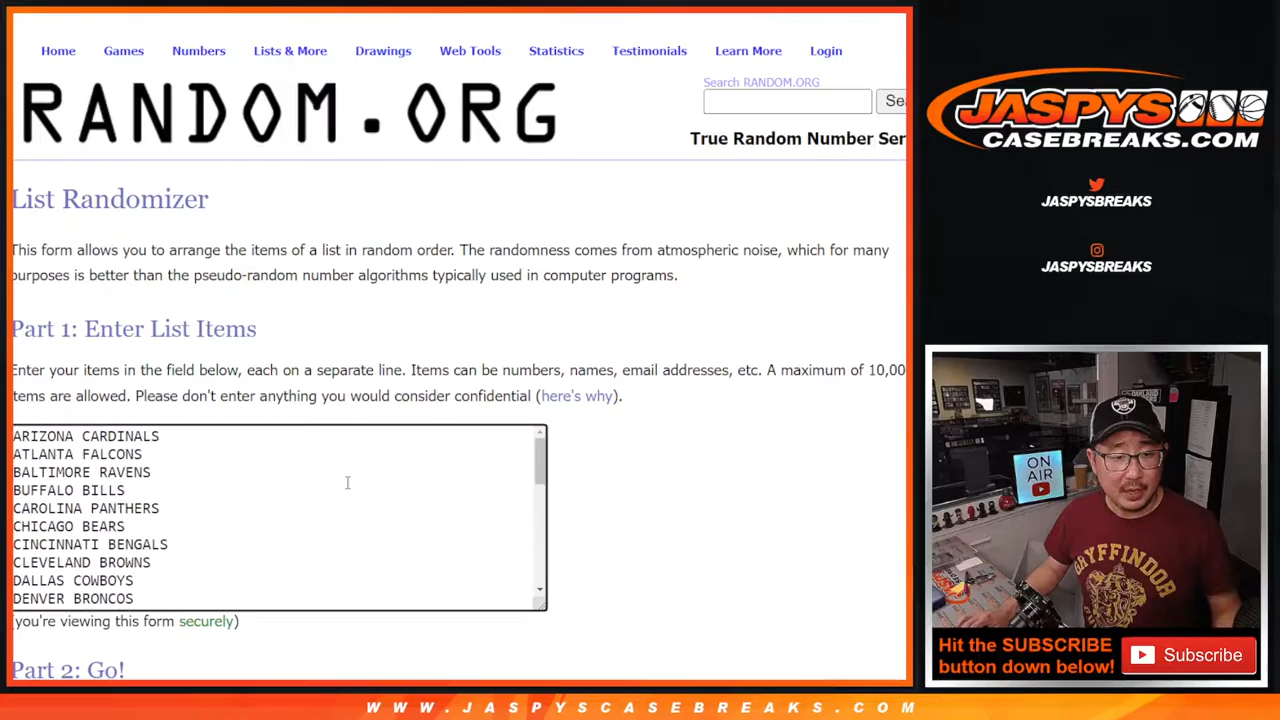 Home Games Numbers Lists & More Drawings Web Tools Statistics Testimonials Learn More Login
RANDOM.ORG
Search RANDOM.ORG
Sea
True Random Number Ser
List Randomizer
This form allows you to arrange the items of a list in random order. The randomness comes from atmospheric noise, which for many
purposes is better than the pseudo-random number algorithms typically used in computer programs.
Part 1: Enter List Items
Enter your items in the field below, each on a separate line. Items can be numbers, names, email addresses, etc. A maximum of 10,00
items are allowed. Please don't enter anything you would consider confidential (here's why).
ARIZONA CARDINALS
ATLANTA FALCONS
BALTIMORE RAVENS
BUFFALO BILLS
CAROLINA PANTHERS
CHICAGO BEARS
CINCINNATI BENGALS
CLEVELAND BROWNS
DALLAS COWBOYS
DENVER BRONCOS
(you're viewing this form securely)
Part 2: Go!
JASPYS
CASEBREAKS.COM
JASPYSBREAKS
JASPYSBREAKS
ON
AIR
GRYFFINDOR
Hit the SUBSCRIBE
button down below!
Subscribe
WWW.JASPYSCASEBREAKS.COM